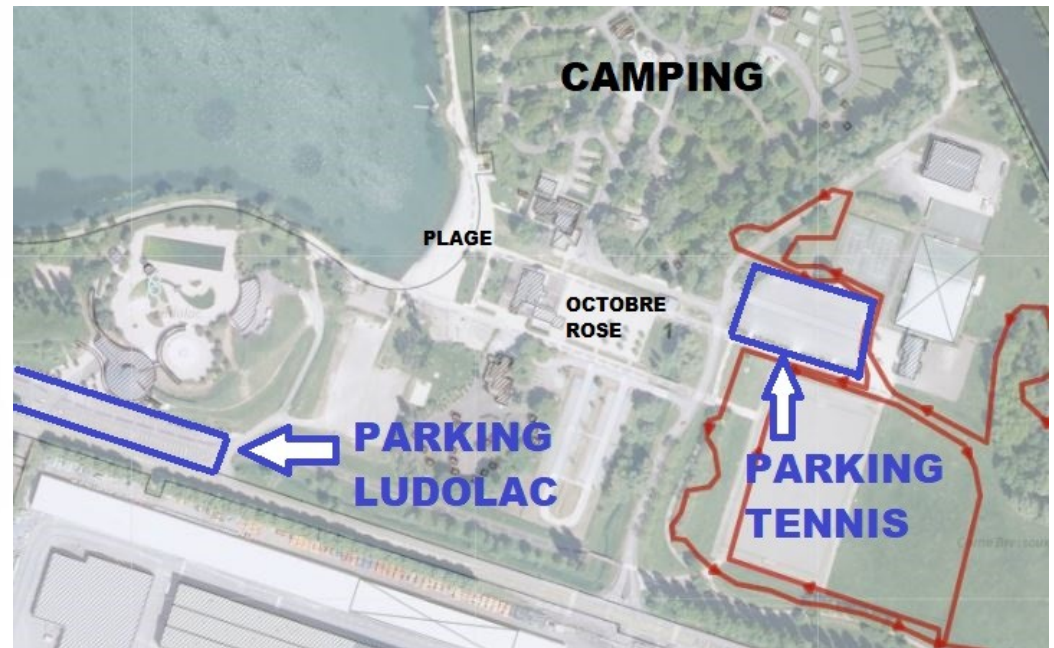 CAMPING
PLAGE
OCTOBRE
ROSE
PARKING
LUDOLAC
PARKING
TENNIS